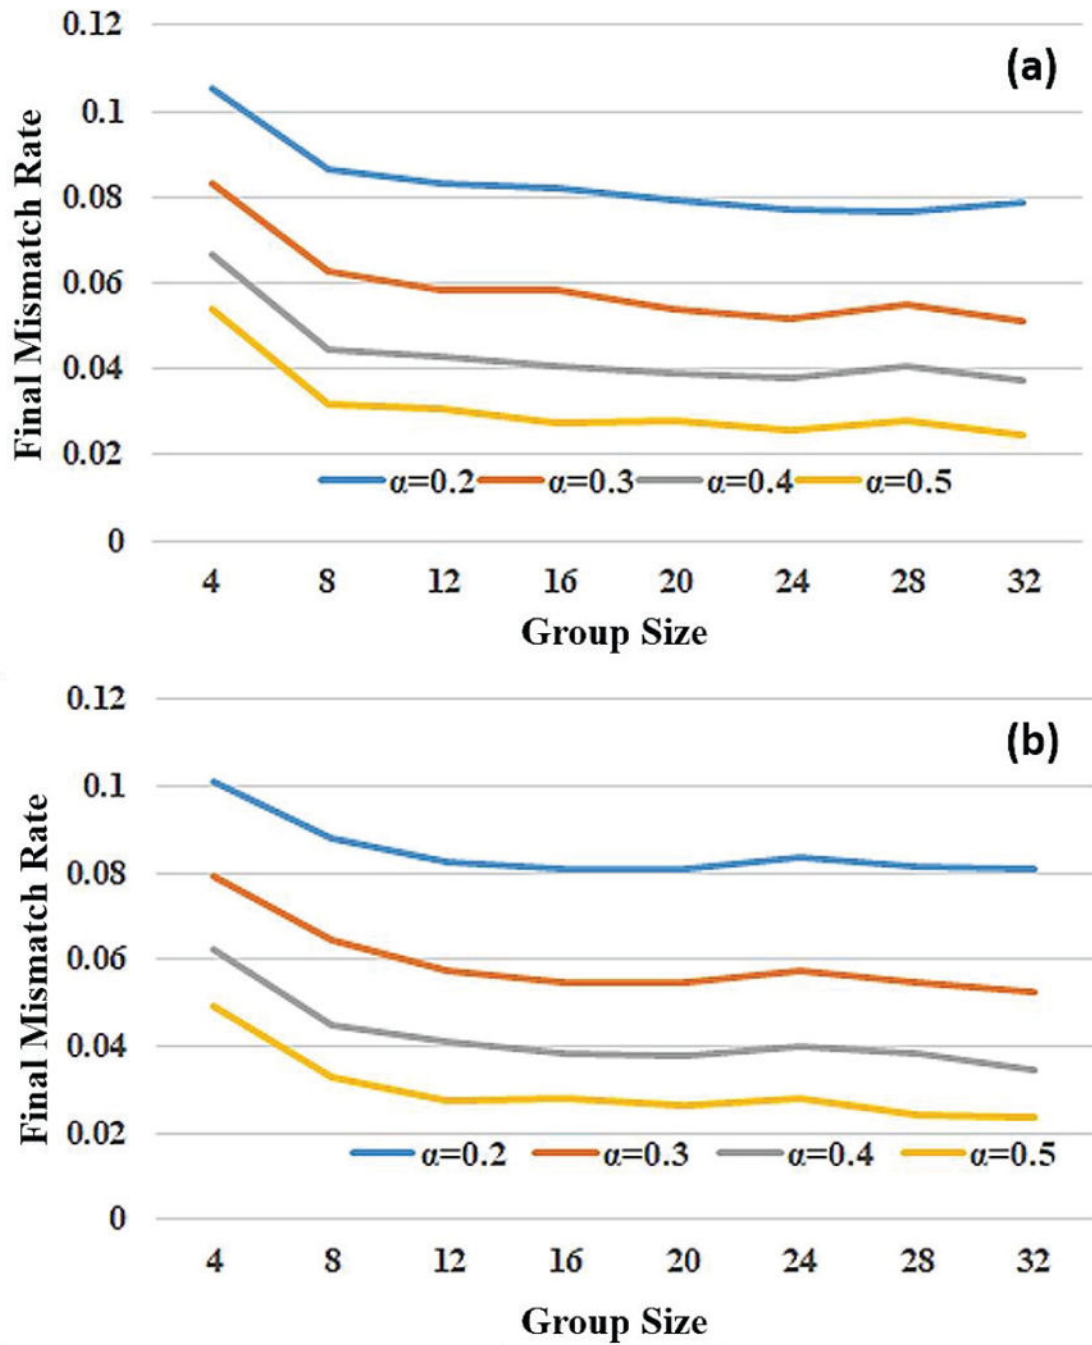 0.12
(a)
0.1
0.08
0.06
0.04
0.02
0
Final Mismatch Rate
α=0.2 α=0.3 α=0.4 α=0.5
4 8 12 16 20 24 28 32
Group Size
0.12
(b)
0.1
0.08
0.06
0.04
0.02
0
Final Mismatch Rate
α=0.2 α=0.3 α=0.4 α=0.5
4 8 12 16 20 24 28 32
Group Size